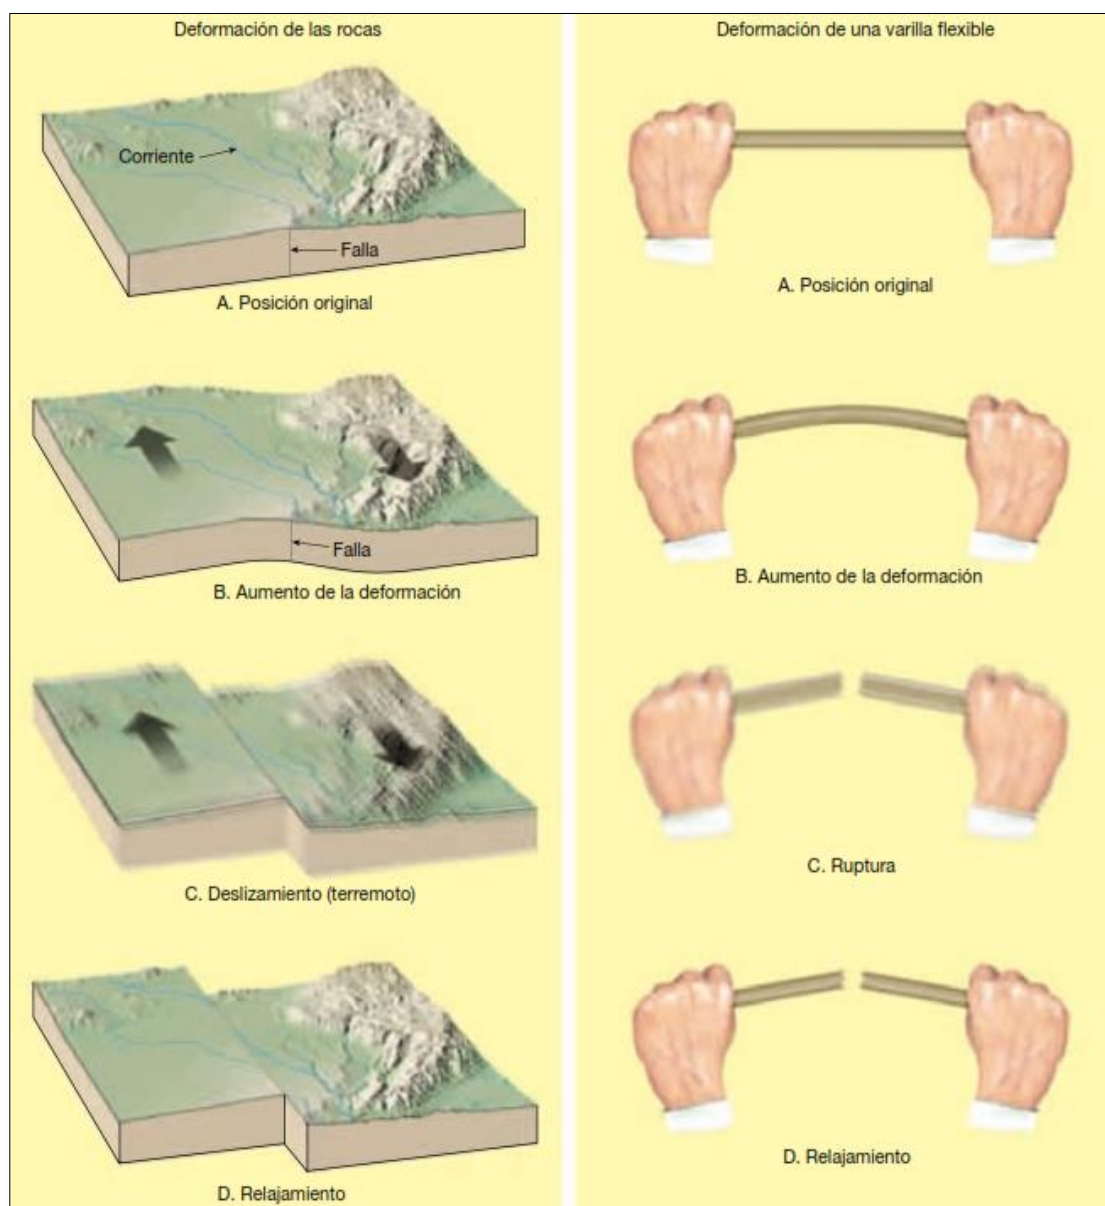 Deformación de las rocas
Corriente
Falla
A. Posición original
Falla
B. Aumento de la deformación
C. Deslizamiento (terremoto)
D. Relajamiento
Deformación de una varilla flexible
A. Posición original
B. Aumento de la deformación
C. Ruptura
D. Relajamiento